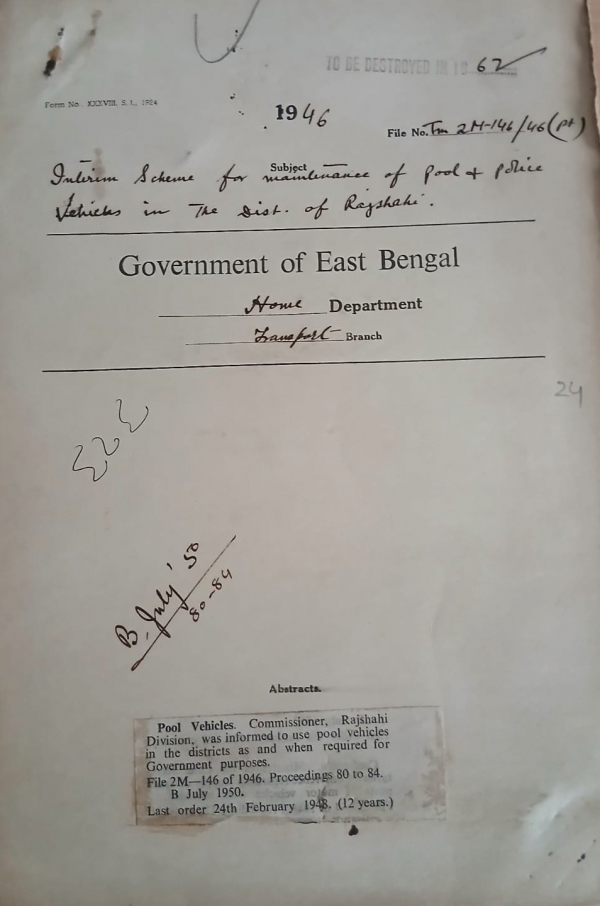 TO BE DESTROYED IN 19 62
Form No. XXXVIII. S. I., 1924
1946
File No. Tm 2M-146/46 (pt)
Subject
Interim Scheme for maintenance of pool & police
Vehicles in The Dist. of Rajshahi.
Government of East Bengal
Home Department
Transport Branch
24
B. July '50
80-84
Abstracts.
Pool Vehicles. Commissioner, Rajshahi
Division, was informed to use pool vehicles
in the districts as and when required for
Government purposes.
File 2M—146 of 1946. Proceedings 80 to 84.
B July 1950.
Last order 24th February 1948. (12 years.)